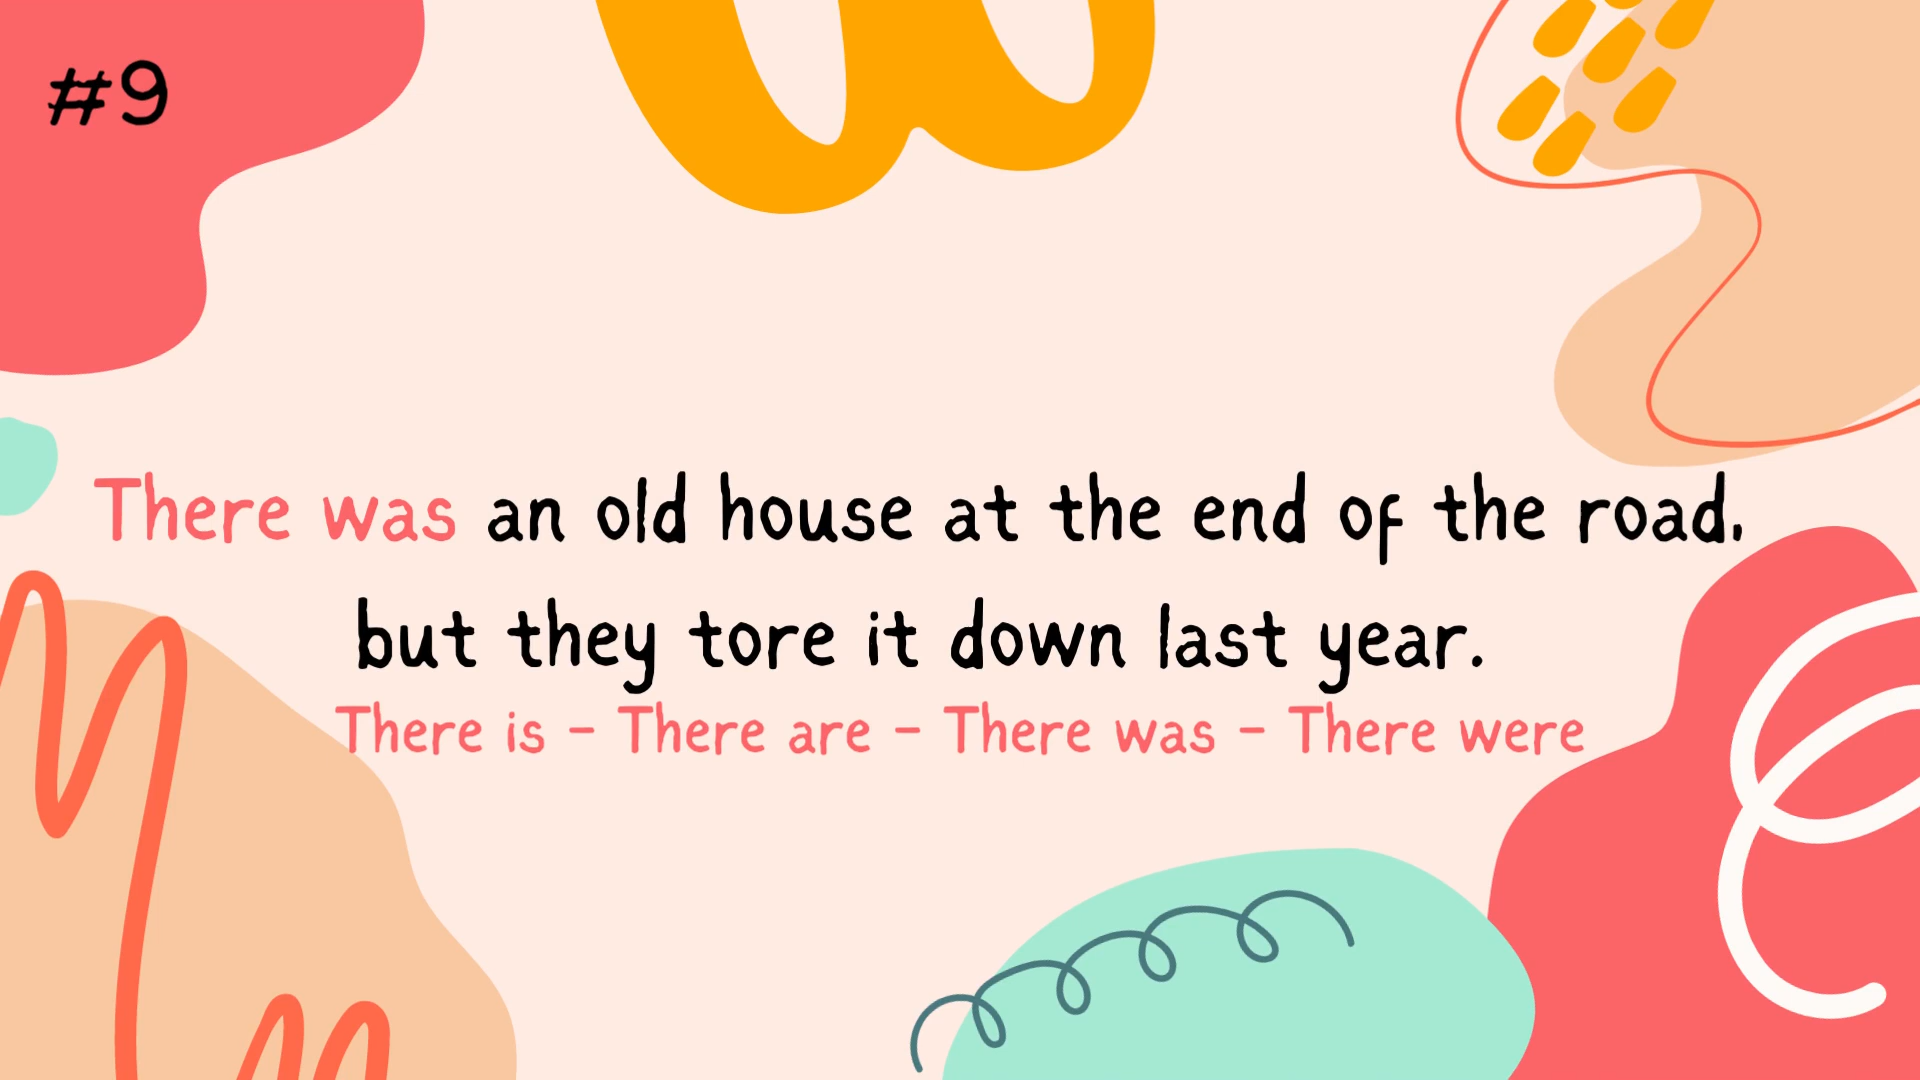 #9
There was an old house at the end of the road,
but they tore it down last year.
There is - There are - There was - There were